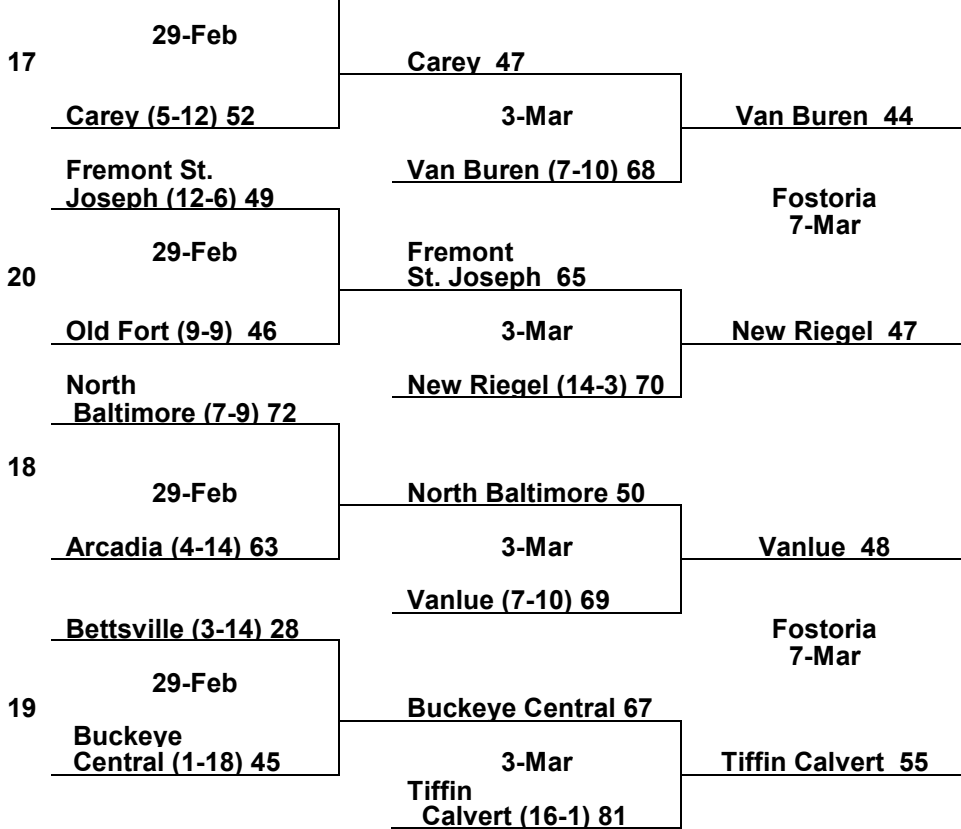 29-Feb
17
Carey 47
Carey (5-12) 52
3-Mar
Van Buren 44
Fremont St.
Joseph (12-6) 49
Van Buren (7-10) 68
Fostoria
7-Mar
29-Feb
Fremont
St. Joseph 65
20
Old Fort (9-9) 46
3-Mar
New Riegel 47
North
Baltimore (7-9) 72
New Riegel (14-3) 70
18
29-Feb
North Baltimore 50
Arcadia (4-14) 63
3-Mar
Vanlue 48
Vanlue (7-10) 69
Bettsville (3-14) 28
Fostoria
7-Mar
29-Feb
19
Buckeye Central 67
Buckeye
Central (1-18) 45
3-Mar
Tiffin Calvert 55
Tiffin
Calvert (16-1) 81